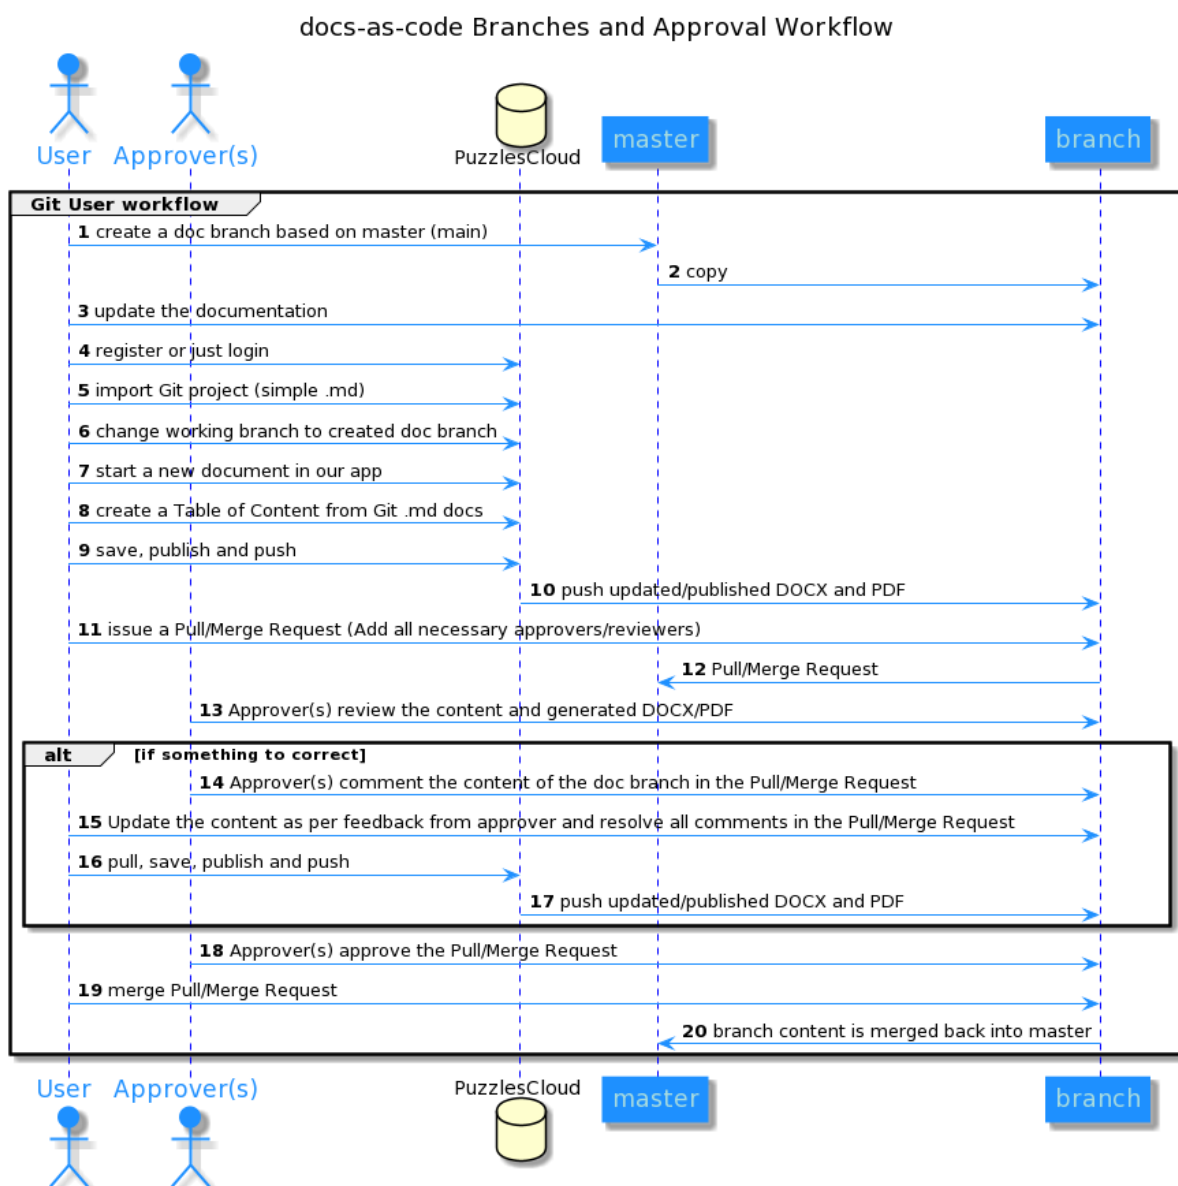 docs-as-code Branches and Approval Workflow
User
Approver(s)
PuzzlesCloud
master
branch
Git User workflow
1 create a doc branch based on master (main)
2 copy
3 update the documentation
4 register or just login
5 import Git project (simple .md)
6 change working branch to created doc branch
7 start a new document in our app
8 create a Table of Content from Git .md docs
9 save, publish and push
10 push updated/published DOCX and PDF
11 issue a Pull/Merge Request (Add all necessary approvers/reviewers)
12 Pull/Merge Request
13 Approver(s) review the content and generated DOCX/PDF
alt [if something to correct]
14 Approver(s) comment the content of the doc branch in the Pull/Merge Request
15 Update the content as per feedback from approver and resolve all comments in the Pull/Merge Request
16 pull, save, publish and push
17 push updated/published DOCX and PDF
18 Approver(s) approve the Pull/Merge Request
19 merge Pull/Merge Request
20 branch content is merged back into master
User
Approver(s)
PuzzlesCloud
master
branch